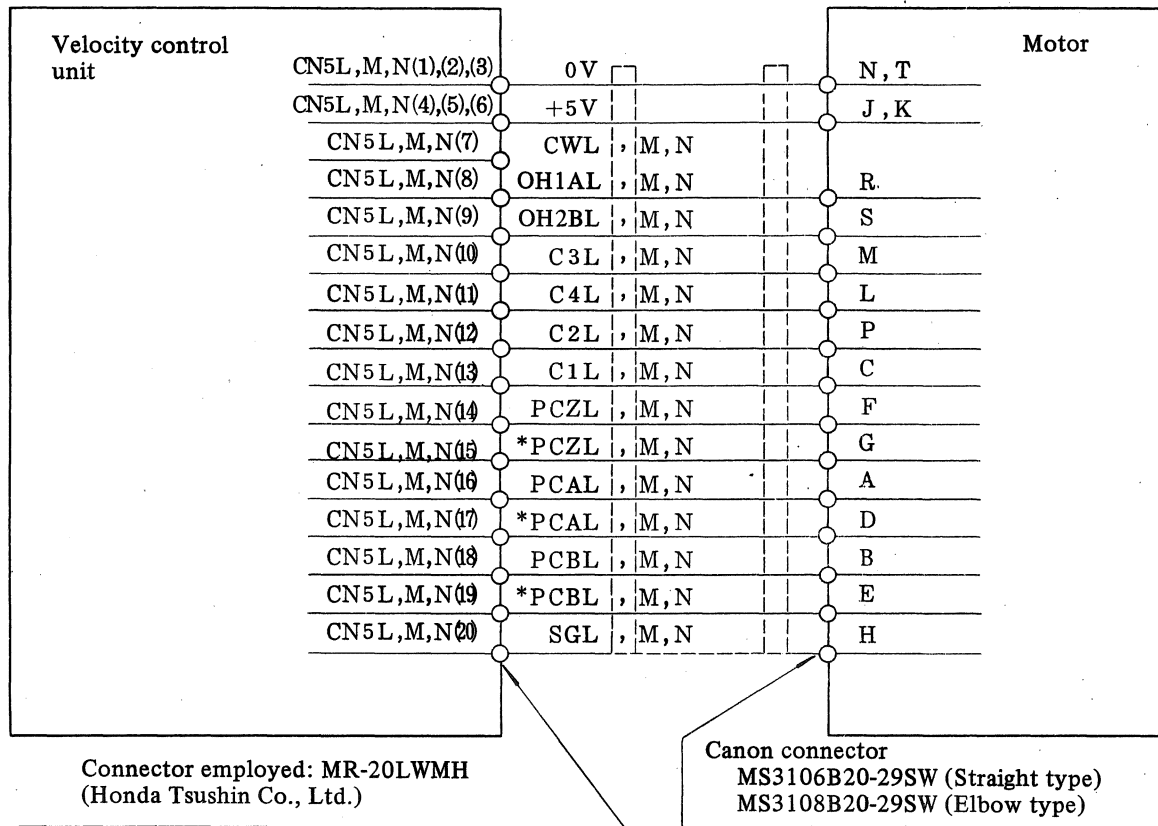 Velocity control
unit
Motor
CN5L,M,N(1),(2),(3) 0V N,T
CN5L,M,N(4),(5),(6) +5V J,K
CN5L,M,N(7) CWL,M,N
CN5L,M,N(8) OH1AL,M,N R
CN5L,M,N(9) OH2BL,M,N S
CN5L,M,N(10) C3L,M,N M
CN5L,M,N(11) C4L,M,N L
CN5L,M,N(12) C2L,M,N P
CN5L,M,N(13) C1L,M,N C
CN5L,M,N(14) PCZL,M,N F
CN5L,M,N(15) *PCZL,M,N G
CN5L,M,N(16) PCAL,M,N A
CN5L,M,N(17) *PCAL,M,N D
CN5L,M,N(18) PCBL,M,N B
CN5L,M,N(19) *PCBL,M,N E
CN5L,M,N(20) SGL,M,N H
Connector employed: MR-20LWMH
(Honda Tsushin Co., Ltd.)
Canon connector
MS3106B20-29SW (Straight type)
MS3108B20-29SW (Elbow type)